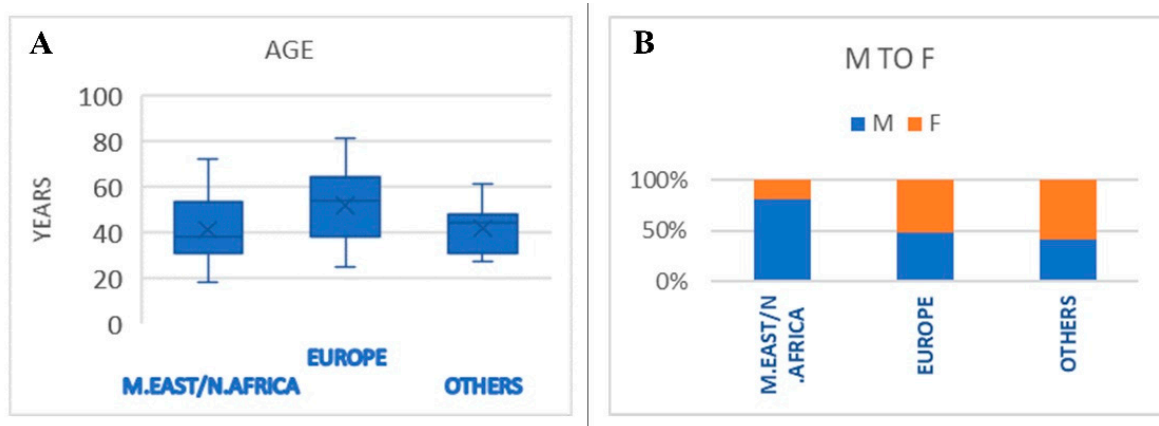 A
AGE
YEARS
100
80
60
40
20
0
M.EAST/N.AFRICA
EUROPE
OTHERS
B
M TO F
M F
100%
50%
0%
M.EAST/N
.AFRICA
EUROPE
OTHERS